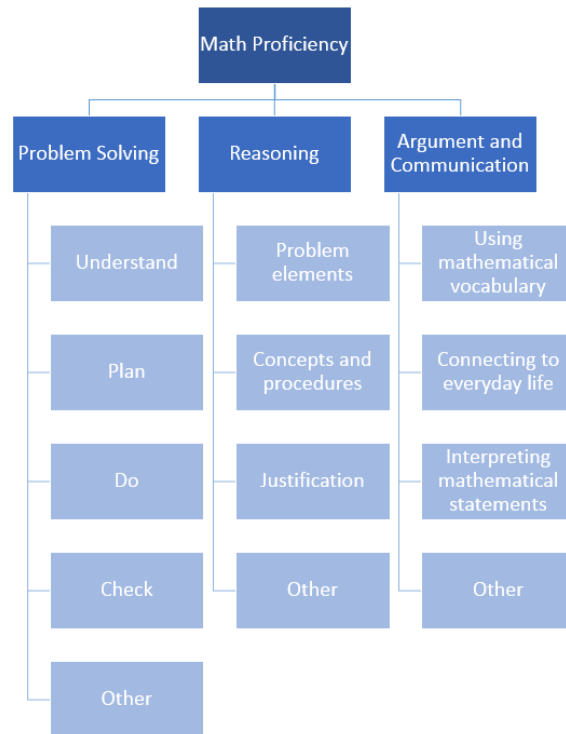 Math Proficiency
Problem Solving
Understand
Plan
Do
Check
Other
Reasoning
Problem
elements
Concepts and
procedures
Justification
Other
Argument and
Communication
Using
mathematical
vocabulary
Connecting to
everyday life
Interpreting
mathematical
statements
Other